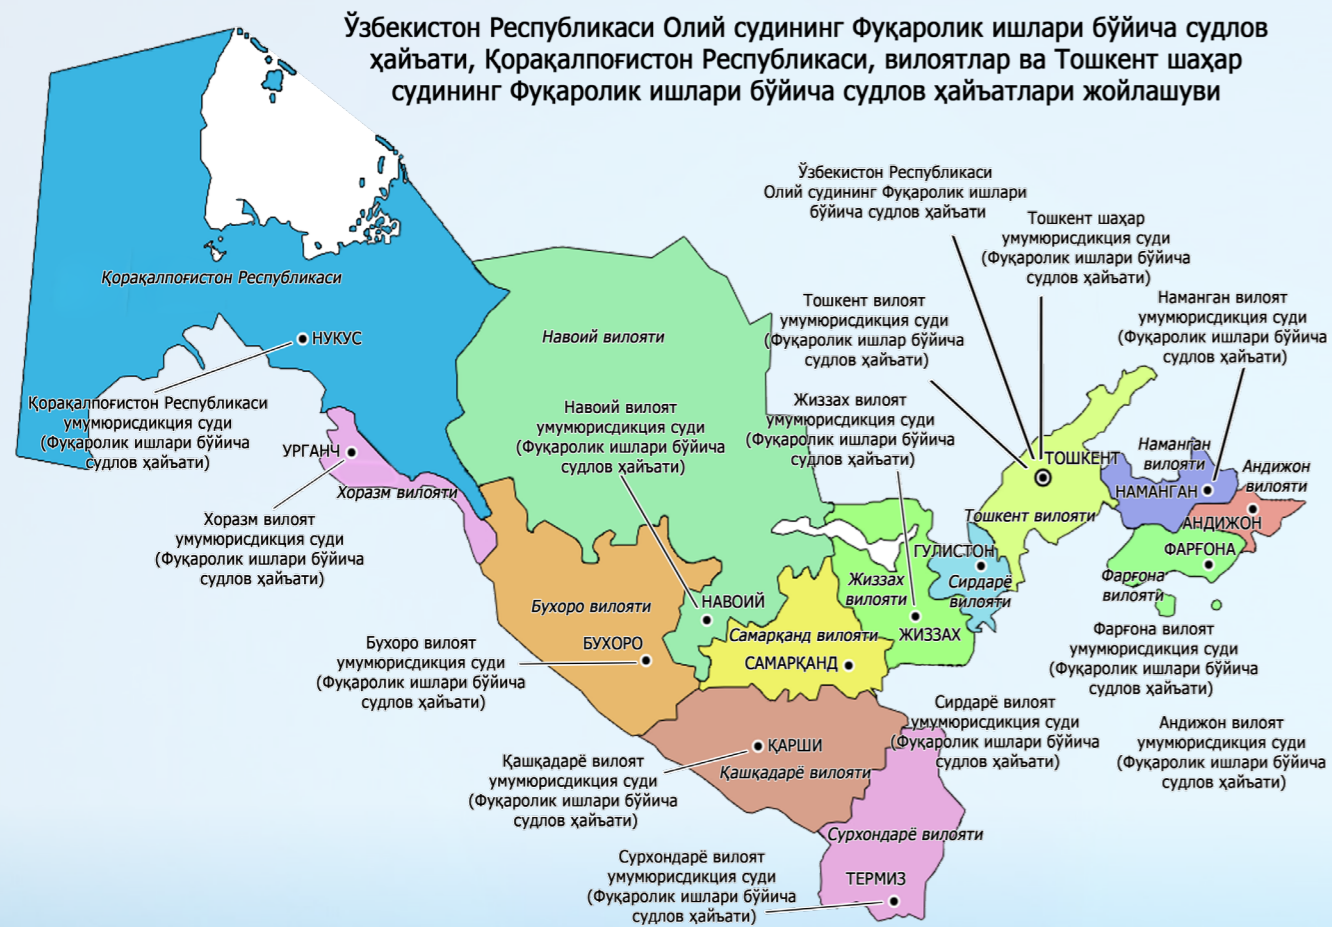 Ўзбекистон Республикаси Олий судининг Фуқаролик ишлари бўйича судлов
ҳайъати, Қорақалпоғистон Республикаси, вилоятлар ва Тошкент шаҳар
судининг Фуқаролик ишлари бўйича судлов ҳайъатлари жойлашуви
Ўзбекистон Республикаси
Олий судининг Фуқаролик ишлари
бўйича судлов ҳайъати
Тошкент шаҳар
умумюрисдикция суди
(Фуқаролик ишлари бўйича
судлов ҳайъати)
Тошкент вилоят
умумюрисдикция суди
(Фуқаролик ишлар бўйича
судлов ҳайъати)
Наманган вилоят
умумюрисдикция суди
(Фуқаролик ишлари бўйича
судлов ҳайъати)
Қорақалпоғистон Республикаси
НУКУС
Навоий вилояти
Қорақалпоғистон Республикаси
умумюрисдикция суди
(Фуқаролик ишлари бўйича
судлов ҳайъати)
Навоий вилоят
умумюрисдикция суди
(Фуқаролик ишлари бўйича
судлов ҳайъати)
Жиззах вилоят
умумюрисдикция суди
(Фуқаролик ишлари бўйича
судлов ҳайъати)
УРГАНЧ
Хоразм вилояти
ТОШКЕНТ
Тошкент вилояти
Наманган
вилояти
НАМАНГАН
Андижон
вилояти
АНДИЖОН
ФАРҒОНА
Фарғона
вилояти
Хоразм вилоят
умумюрисдикция суди
(Фуқаролик ишлари бўйича
судлов ҳайъати)
ГУЛИСТОН
Сирдарё
вилояти
Жиззах
вилояти
ЖИЗЗАХ
Бухоро вилояти
БУХОРО
НАВОИЙ
Самарқанд вилояти
САМАРҚАНД
Бухоро вилоят
умумюрисдикция суди
(Фуқаролик ишлари бўйича
судлов ҳайъати)
Фарғона вилоят
умумюрисдикция суди
(Фуқаролик ишлари бўйича
судлов ҳайъати)
Сирдарё вилоят
умумюрисдикция суди
(Фуқаролик ишлари бўйича
судлов ҳайъати)
Андижон вилоят
умумюрисдикция суди
(Фуқаролик ишлари бўйича
судлов ҳайъати)
ҚАРШИ
Қашқадарё вилояти
Қашқадарё вилоят
умумюрисдикция суди
(Фуқаролик ишлари бўйича
судлов ҳайъати)
Сурхондарё вилояти
ТЕРМИЗ
Сурхондарё вилоят
умумюрисдикция суди
(Фуқаролик ишлари бўйича
судлов ҳайъати)